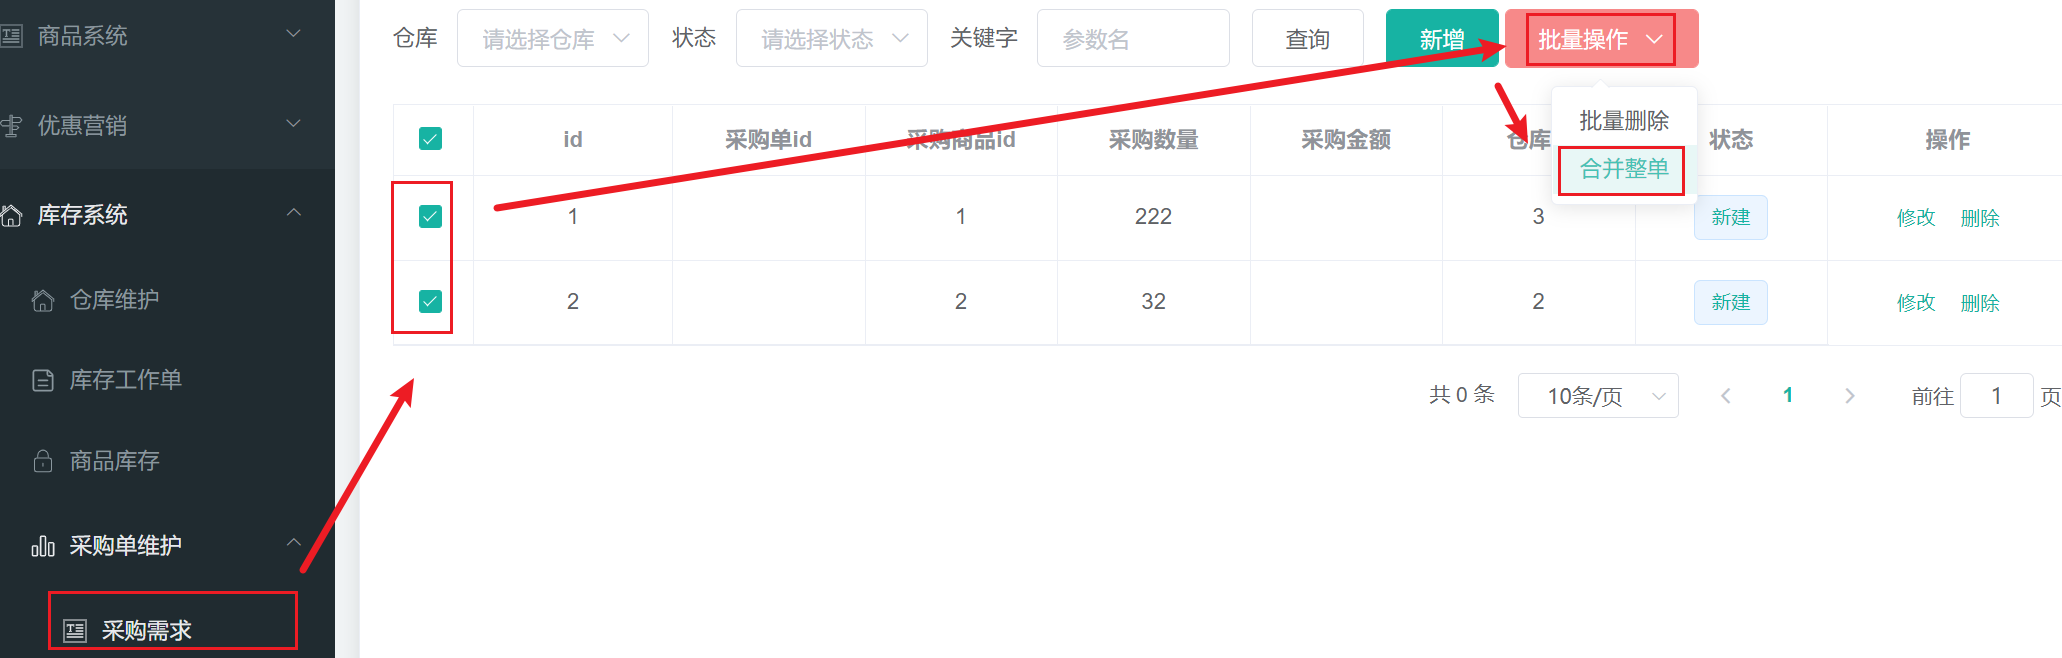 商品系统
优惠营销
库存系统
仓库维护
库存工作单
商品库存
采购单维护
采购需求
仓库 请选择仓库 状态 请选择状态 关键字 参数名 查询 新增 批量操作
批量删除
合并整单
id 采购单id 采购商品id 采购数量 采购金额 仓库 状态 操作
1 1 222 3 新建 修改 删除
2 2 32 2 新建 修改 删除
共 0 条 10条/页 1 前往 1 页